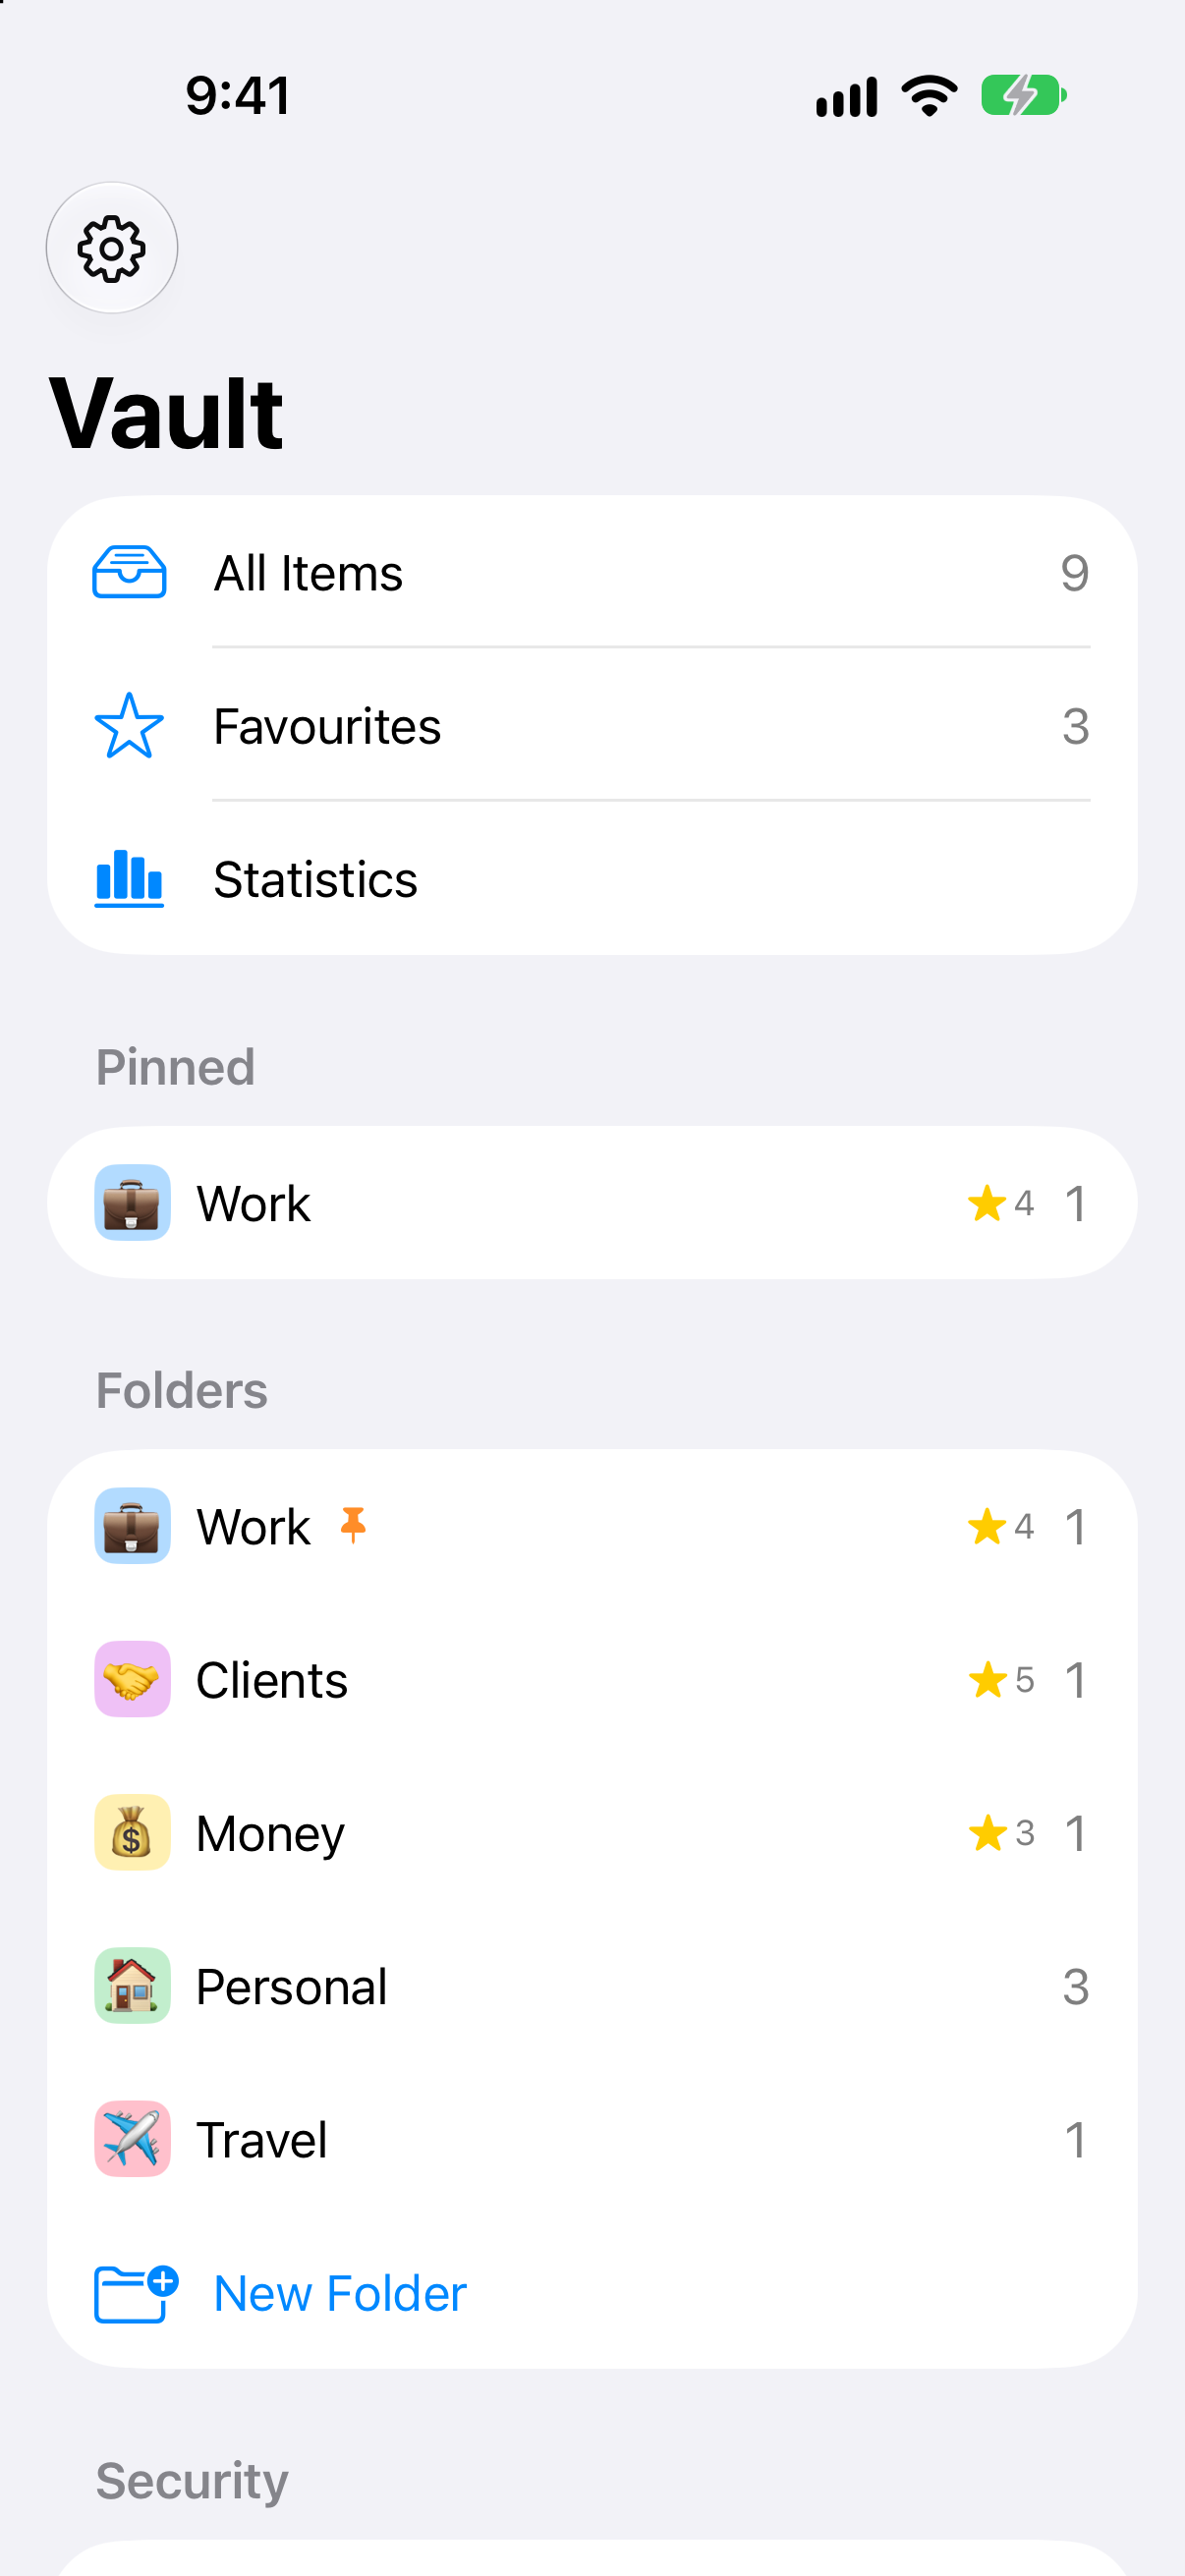 9:41
Vault
All Items 9
Favourites 3
Statistics
Pinned
Work 4 1
Folders
Work 4 1
Clients 5 1
Money 3 1
Personal 3
Travel 1
New Folder
Security